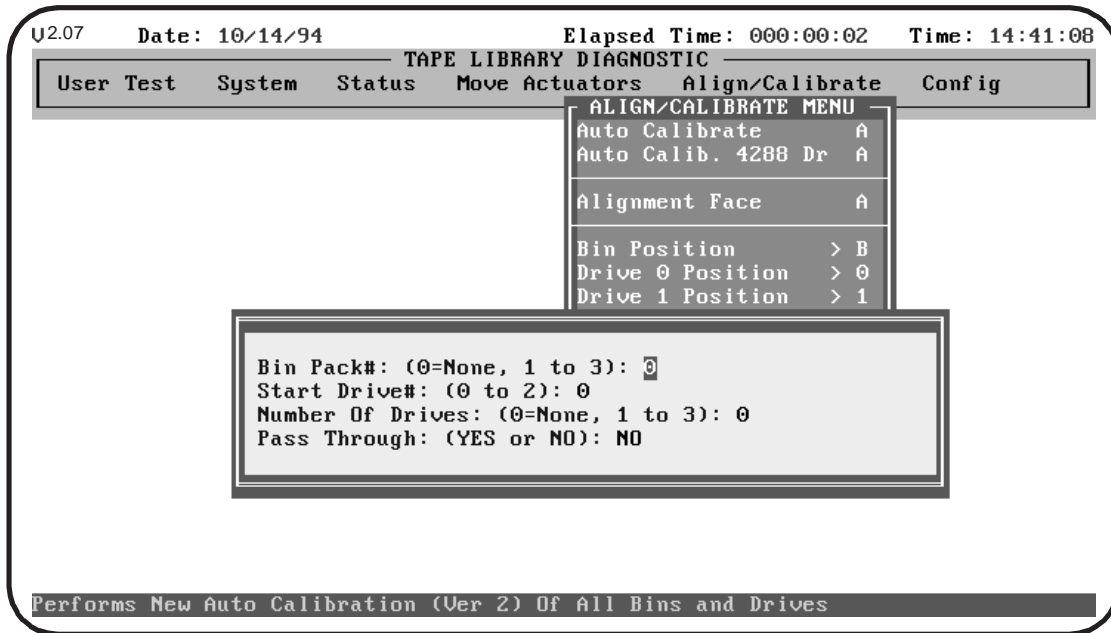 V2.07 Date: 10/14/94 Elapsed Time: 000:00:02 Time: 14:41:08
TAPE LIBRARY DIAGNOSTIC
User Test System Status Move Actuators Align/Calibrate Config
ALIGN/CALIBRATE MENU
Auto Calibrate A
Auto Calib. 4288 Dr A
Alignment Face A
Bin Position > B
Drive 0 Position > 0
Drive 1 Position > 1
Bin Pack#: (0=None, 1 to 3): 0
Start Drive#: (0 to 2): 0
Number Of Drives: (0=None, 1 to 3): 0
Pass Through: (YES or NO): NO
Performs New Auto Calibration (Ver 2) Of All Bins and Drives